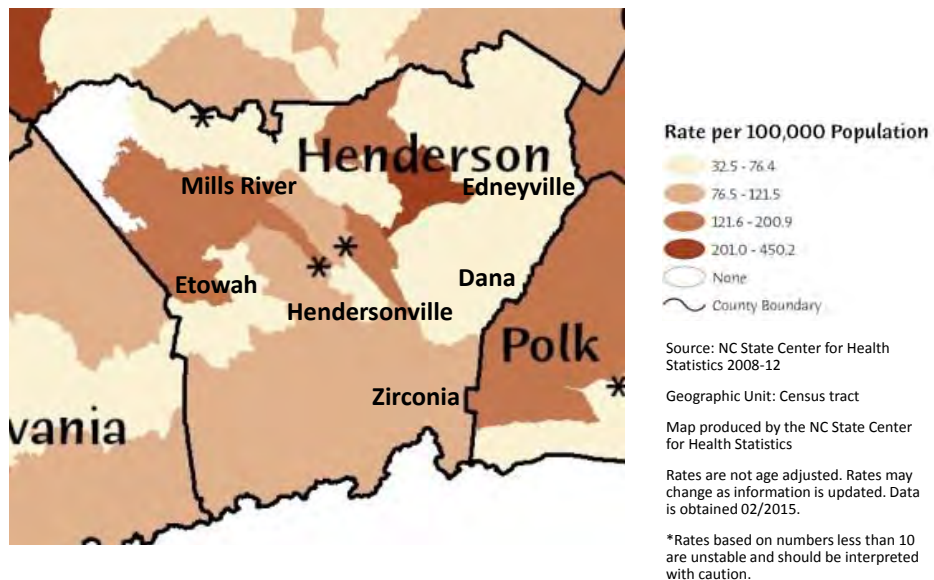 Henderson
Mills River
Edneyville
*
*
*
Etowah
Dana
Hendersonville
Polk
Zirconia
*
vania
Rate per 100,000 Population
32.5 - 76.4
76.5 - 121.5
121.6 - 200.9
201.0 - 450.2
None
County Boundary
Source: NC State Center for Health
Statistics 2008-12
Geographic Unit: Census tract
Map produced by the NC State Center
for Health Statistics
Rates are not age adjusted. Rates may
change as information is updated. Data
is obtained 02/2015.
*Rates based on numbers less than 10
are unstable and should be interpreted
with caution.